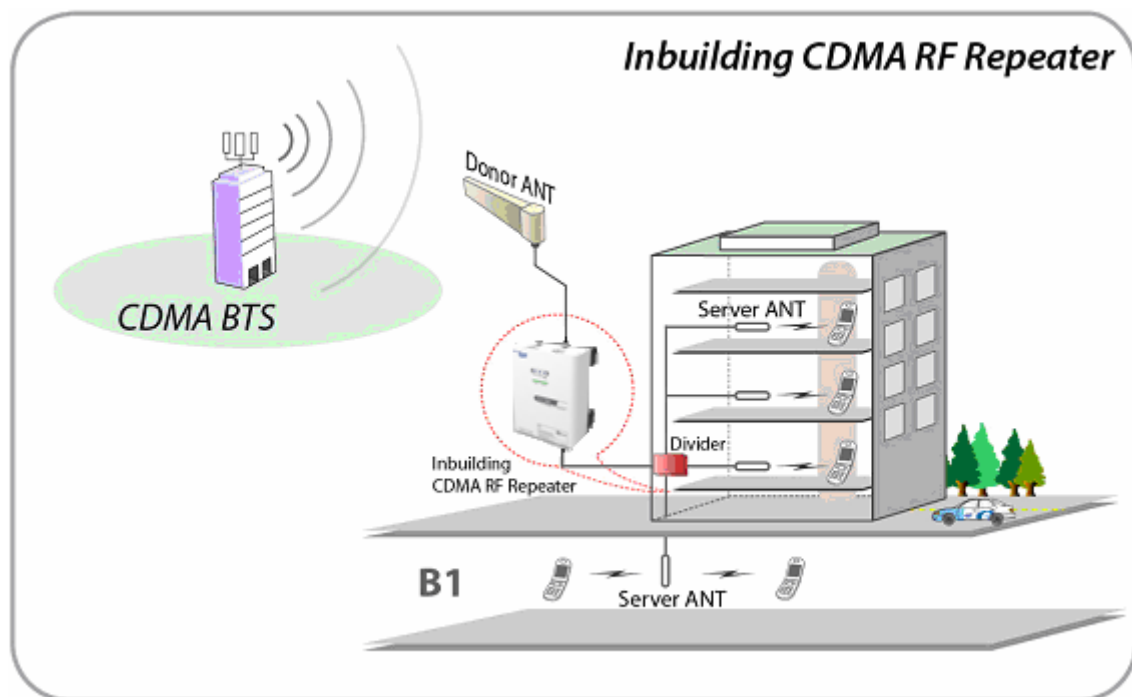 Inbuilding CDMA RF Repeater
Donor ANT
CDMA BTS
Server ANT
Divider
Inbuilding
CDMA RF Repeater
B1
Server ANT